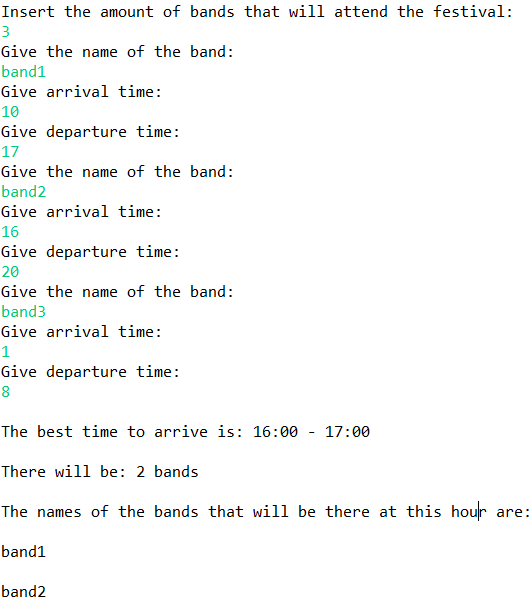 Insert the amount of bands that will attend the festival:
3
Give the name of the band:
band1
Give arrival time:
10
Give departure time:
17
Give the name of the band:
band2
Give arrival time:
16
Give departure time:
20
Give the name of the band:
band3
Give arrival time:
1
Give departure time:
8
The best time to arrive is: 16:00 - 17:00
There will be: 2 bands
The names of the bands that will be there at this hour are:
band1
band2